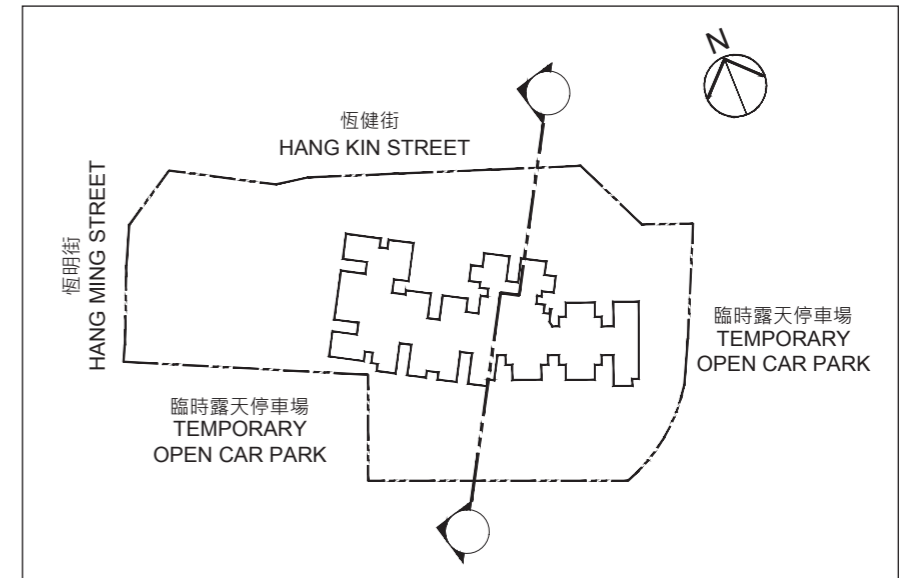 N
恆健街
HANG KIN STREET
恆明街
HANG MING STREET
臨時露天停車場
TEMPORARY
OPEN CAR PARK
臨時露天停車場
TEMPORARY
OPEN CAR PARK